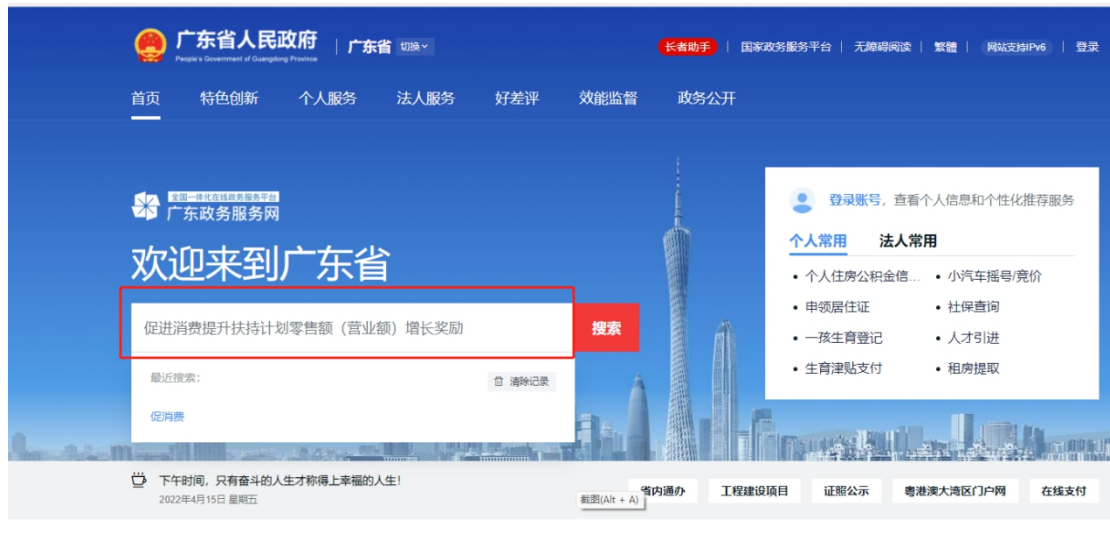 广东省人民政府
People's Government of Guangdong Province
广东省 切换
长者助手 | 国家政务服务平台 | 无障碍阅读 | 繁體 | 网站支持IPv6 | 登录
首页 特色创新 个人服务 法人服务 好差评 效能监督 政务公开
全国一体化在线政务服务平台
广东政务服务网
欢迎来到广东省
促进消费提升扶持计划零售额（营业额）增长奖励
搜索
最近搜索：
清除记录
促消费
登录账号，查看个人信息和个性化推荐服务
个人常用 法人常用
• 个人住房公积金信... • 小汽车摇号/竞价
• 申领居住证 • 社保查询
• 一孩生育登记 • 人才引进
• 生育津贴支付 • 租房提取
下午时间，只有奋斗的人生才称得上幸福的人生！
2022年4月15日 星期五
截图(Alt + A)
省内通办 工程建设项目 证照公示 粤港澳大湾区门户网 在线支付